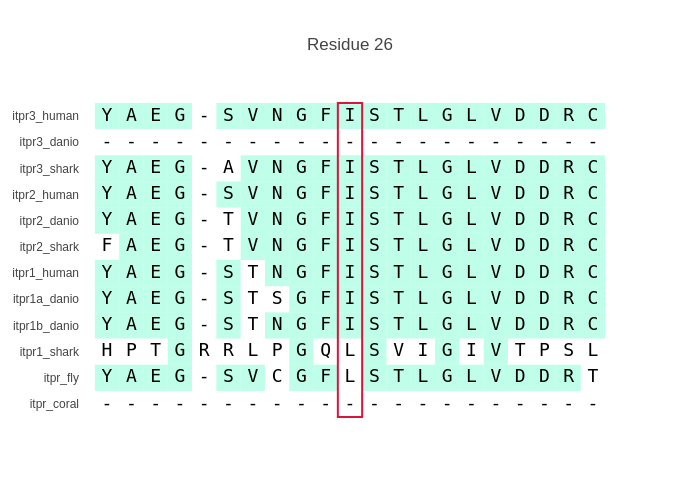 Residue 26
itpr3_human Y A E G - S V N G F I S T L G L V D D R C
itpr3_danio - - - - - - - - - - - - - - - - - - - - -
itpr3_shark Y A E G - A V N G F I S T L G L V D D R C
itpr2_human Y A E G - S V N G F I S T L G L V D D R C
itpr2_danio Y A E G - T V N G F I S T L G L V D D R C
itpr2_shark F A E G - T V N G F I S T L G L V D D R C
itpr1_human Y A E G - S T N G F I S T L G L V D D R C
itpr1a_danio Y A E G - S T S G F I S T L G L V D D R C
itpr1b_danio Y A E G - S T N G F I S T L G L V D D R C
itpr1_shark H P T G R R L P G Q L S V I G I V T P S L
itpr_fly Y A E G - S V C G F L S T L G L V D D R T
itpr_coral - - - - - - - - - - - - - - - - - - - - -